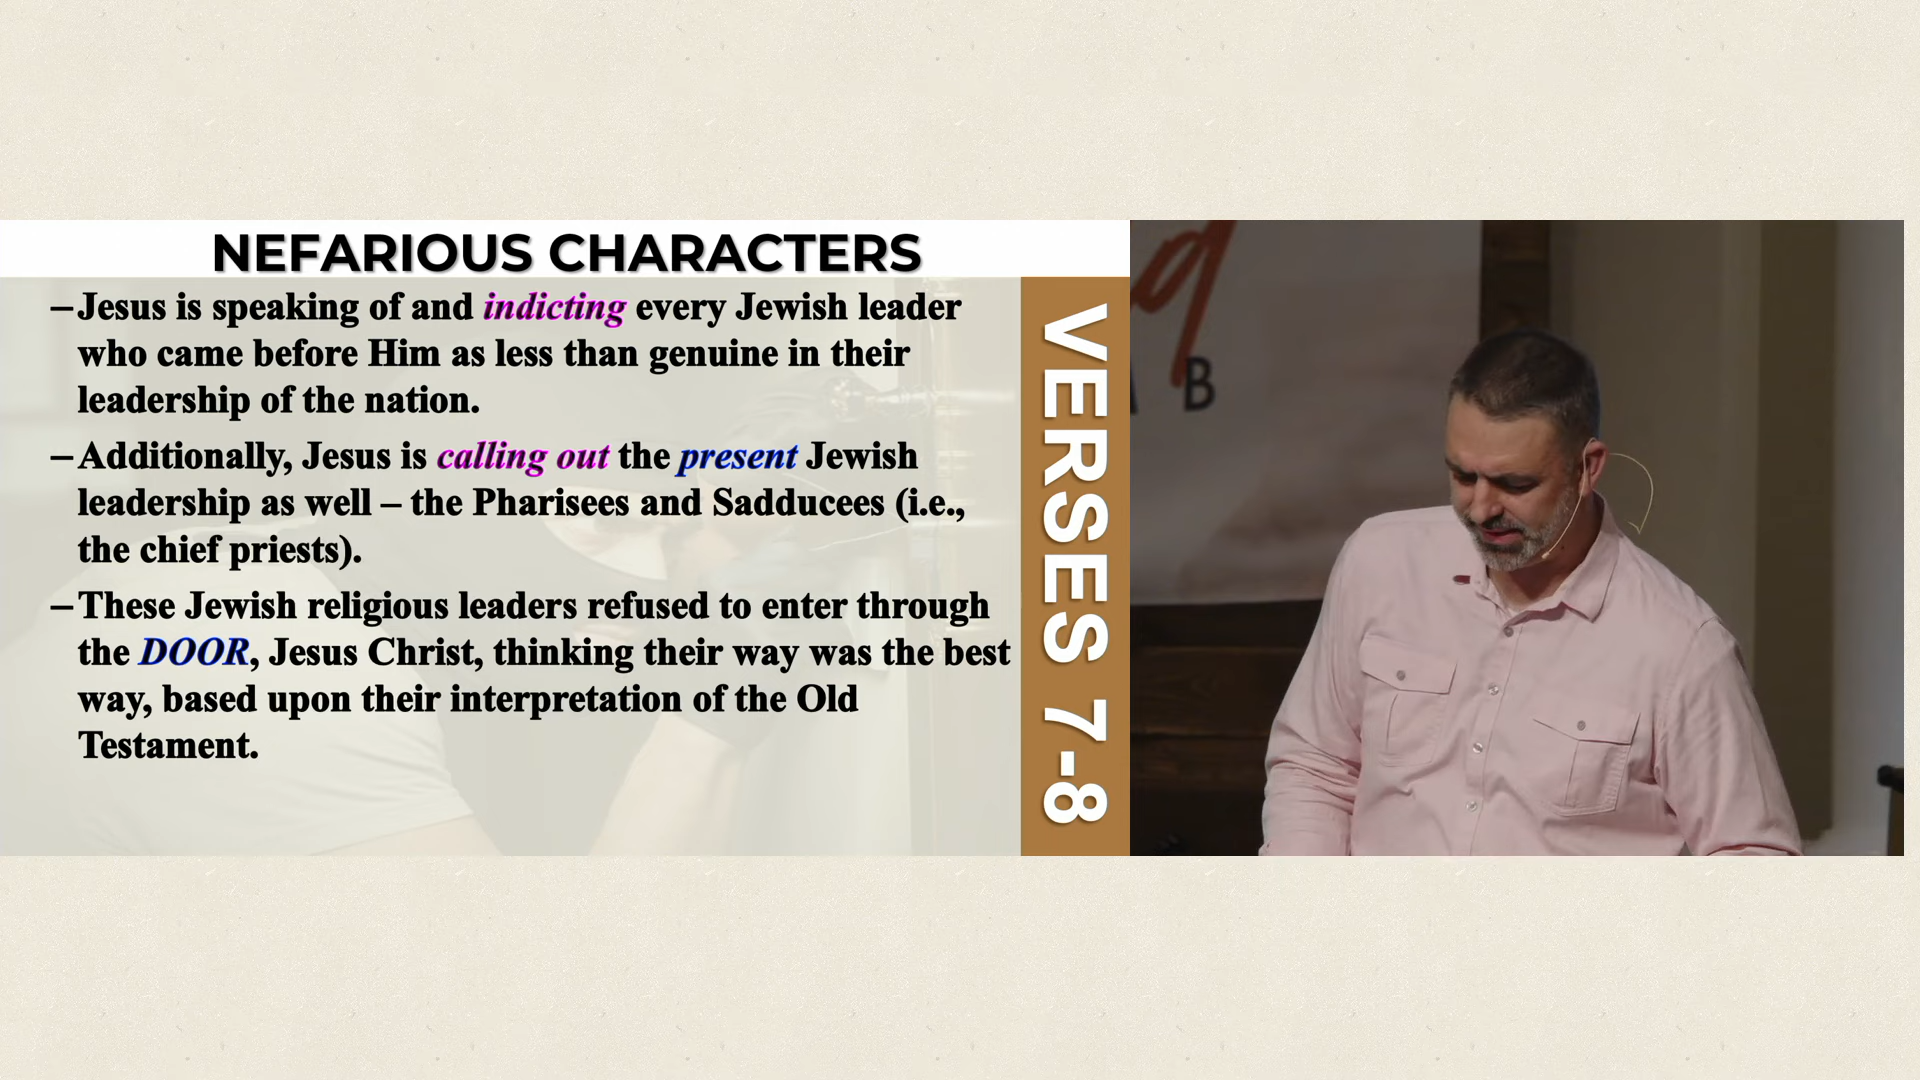 NEFARIOUS CHARACTERS
–Jesus is speaking of and indicting every Jewish leader
who came before Him as less than genuine in their
leadership of the nation.
–Additionally, Jesus is calling out the present Jewish
leadership as well – the Pharisees and Sadducees (i.e.,
the chief priests).
–These Jewish religious leaders refused to enter through
the DOOR, Jesus Christ, thinking their way was the best
way, based upon their interpretation of the Old
Testament.
VERSES 7-8
d
B